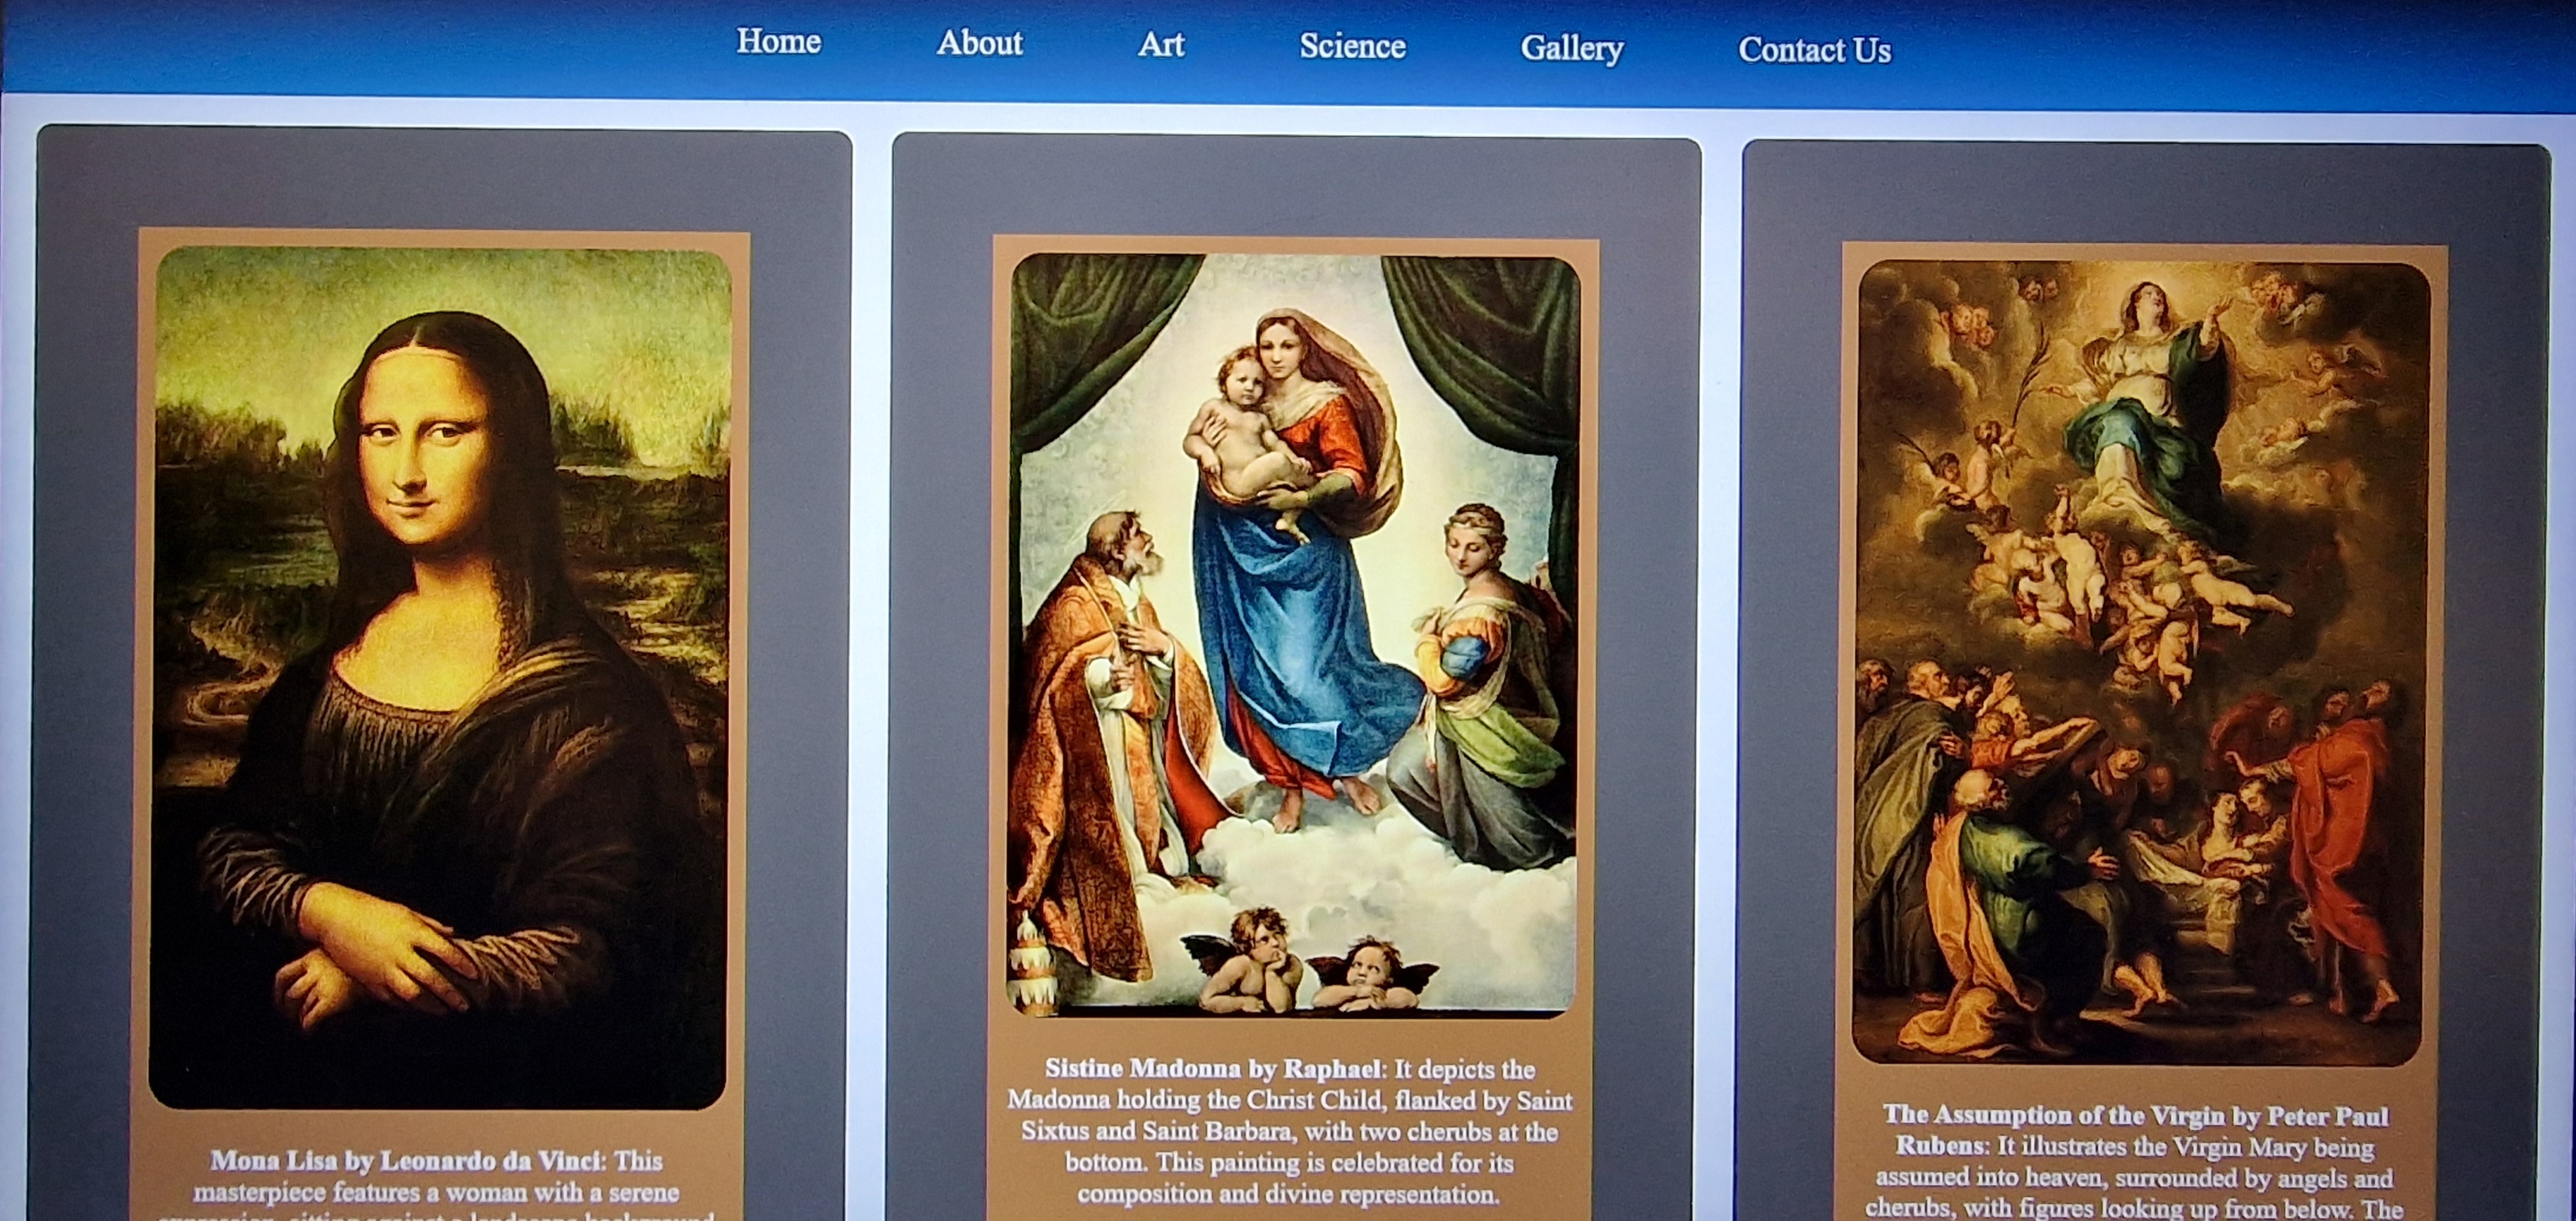 Home About Art Science Gallery Contact Us
Mona Lisa by Leonardo da Vinci: This
masterpiece features a woman with a serene
Sistine Madonna by Raphael: It depicts the
Madonna holding the Christ Child, flanked by Saint
Sixtus and Saint Barbara, with two cherubs at the
bottom. This painting is celebrated for its
composition and divine representation.
The Assumption of the Virgin by Peter Paul
Rubens: It illustrates the Virgin Mary being
assumed into heaven, surrounded by angels and
cherubs, with figures looking up from below. The